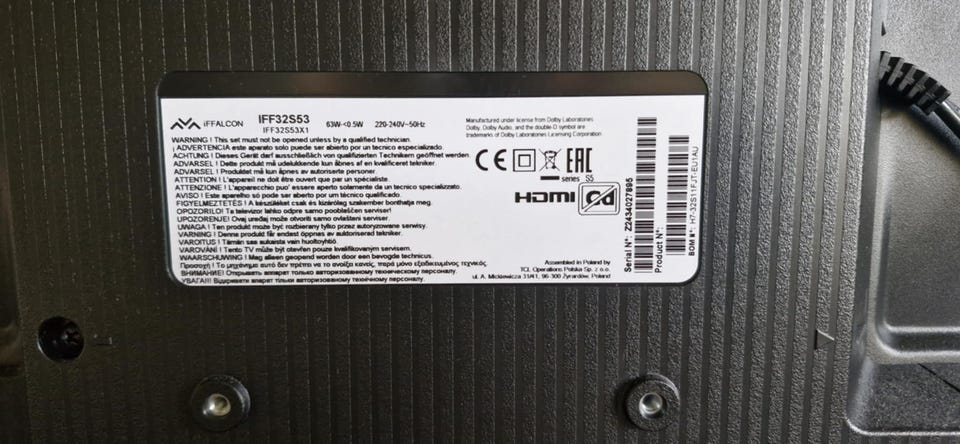 iFFALCON
IFF32S53
IFF32S53X1
63W~<0.5W 220-240V~50Hz
WARNING ! This set must not be opened unless by a qualified technician.
¡ ADVERTENCIA este aparato solo puede ser abierto por un tecnico especializado.
ACHTUNG ! Dieses Gerät darf ausschließlich von qualifizierten Technikern geöffnet werden.
ADVARSEL ! Dette produkt må udelukkende kun åbnes af en kvalificeret tekniker.
ADVARSEL ! Produktet må kun åpnes av autoriserte personer
ATTENTION ! L'appareil ne doit être ouvert que par un spécialiste.
ATTENZIONE ! L'apparecchio puo' essere aperto solamente da un tecnico specializzato.
AVISO ! Este aparelho só pode ser aberto por um técnico qualificado.
FIGYELMEZTETÉS ! A készüléket csak és kizárólag szakember bonthatja meg.
OPOZORILO! Ta televizor lahko odpre samo pooblaščen serviser!
UPOZORENJE! Ovaj uređaj može otvoriti samo ovlašteni serviser.
UWAGA ! Ten produkt może być rozbierany tylko przez autoryzowane serwisy.
VARNING ! Denna produkt får endast öppnas av autoriserad tekniker.
VAROITUS ! Tämän saa aukaista vain huoltoyhtiö.
VAROVÁNÍ ! Tento TV může být otevřen pouze kvalifikovaným servisem.
WAARSCHUWING ! Mag alleen geopend worden door een bevoegde technicus.
Προσοχή ! Το μηχάνημα αυτό δεν πρέπει να το ανοίξει κανείς, παρά μόνο εξειδικευμένος τεχνικός.
ВНИМАНИЕ! Открывать аппарат только авторизованному техническому персоналу.
УВАГА!!! Відкривати апарат тільки авторизованому технічному персоналу.
Manufactured under license from Dolby Laboratories.
Dolby, Dolby Audio, and the double-D symbol are
trademarks of Dolby Laboratories Licensing Corporation.
CE EAC
series S5
HDMI
Assembled in Poland by
TCL Operations Polska Sp. z o.o.
ul. A. Mickiewicza 31/41, 96-300 Żyrardów, Poland
Serial N°: Z2434027895
Product N°:
BOM #: H7-32S11FJT-EU1AU